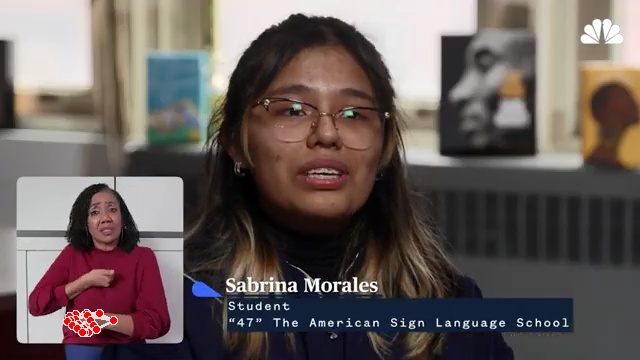 Sabrina Morales
Student
“47” The American Sign Language School